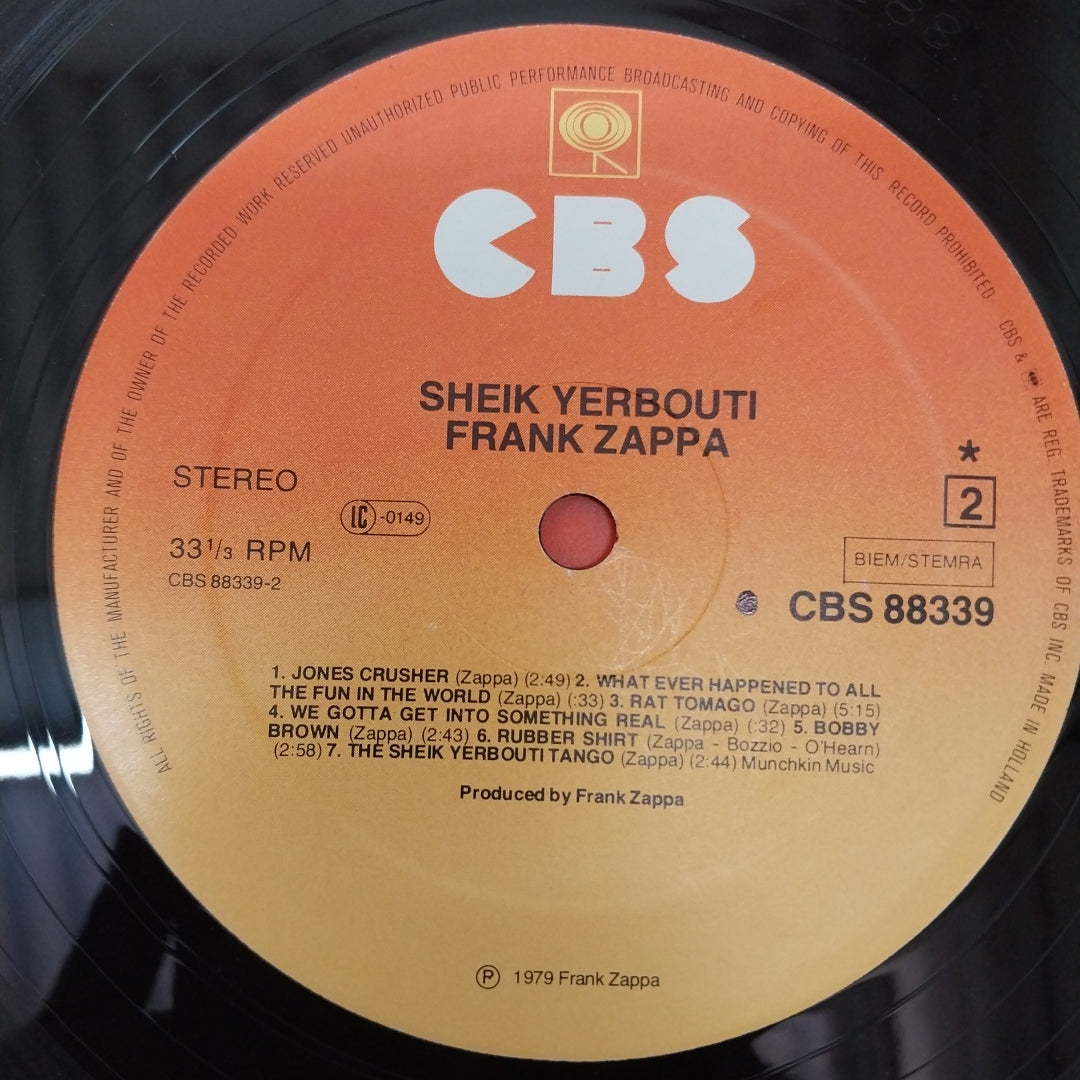 ALL RIGHTS OF THE MANUFACTURER AND OF THE OWNER OF THE RECORDED WORK RESERVED UNAUTHORIZED PUBLIC PERFORMANCE BROADCASTING AND COPYING OF THIS RECORD PROHIBITED CBS & ARE REG. TRADEMARKS OF CBS INC. MADE IN HOLLAND
CBS
SHEIK YERBOUTI
FRANK ZAPPA
STEREO
LC -0149
33 1/3 RPM
CBS 88339-2
*
2
BIEM/STEMRA
CBS 88339
1. JONES CRUSHER (Zappa) (2:49) 2. WHAT EVER HAPPENED TO ALL
THE FUN IN THE WORLD (Zappa) (:33) 3. RAT TOMAGO (Zappa) (5:15)
4. WE GOTTA GET INTO SOMETHING REAL (Zappa) (:32) 5. BOBBY
BROWN (Zappa) (2:43) 6. RUBBER SHIRT (Zappa - Bozzio - O'Hearn)
(2:58) 7. THE SHEIK YERBOUTI TANGO (Zappa) (2:44) Munchkin Music
Produced by Frank Zappa
Ⓟ 1979 Frank Zappa